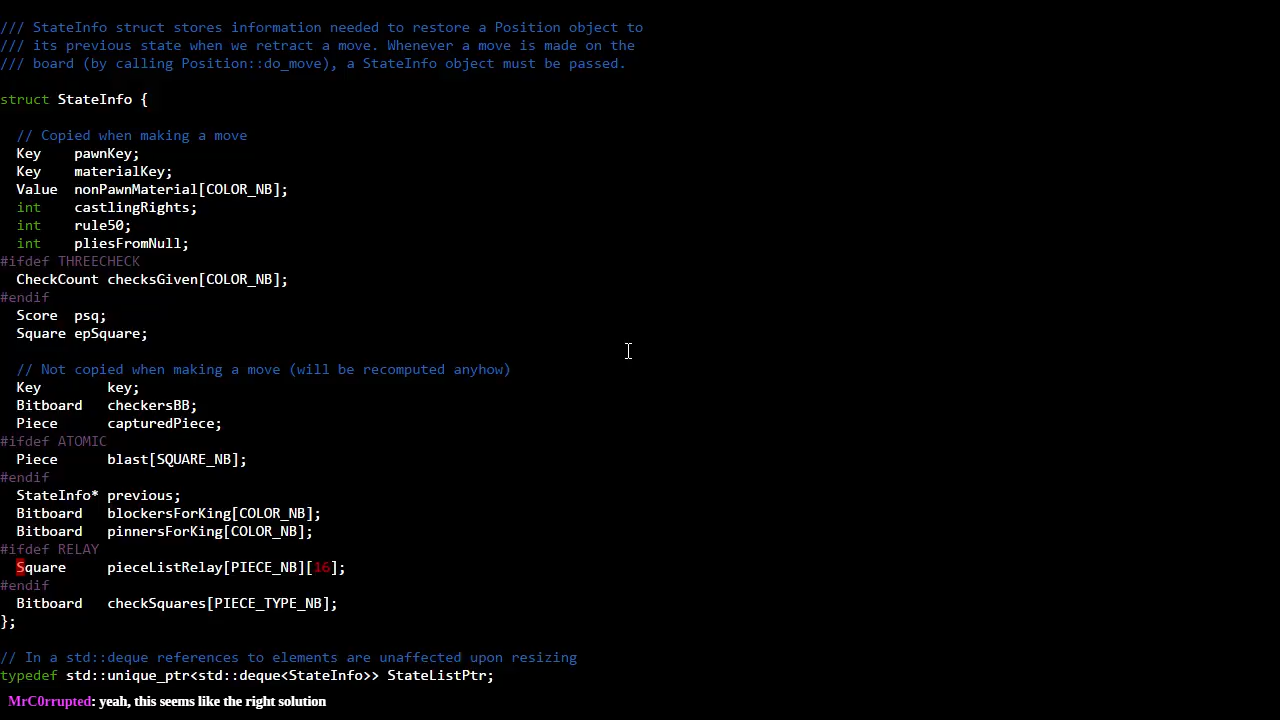 /// StateInfo struct stores information needed to restore a Position object to
/// its previous state when we retract a move. Whenever a move is made on the
/// board (by calling Position::do_move), a StateInfo object must be passed.
struct StateInfo {
// Copied when making a move
Key    pawnKey;
Key    materialKey;
Value  nonPawnMaterial[COLOR_NB];
int    castlingRights;
int    rule50;
int    pliesFromNull;
#ifdef THREECHECK
CheckCount checksGiven[COLOR_NB];
#endif
Score  psq;
Square epSquare;
// Not copied when making a move (will be recomputed anyhow)
Key        key;
Bitboard   checkersBB;
Piece      capturedPiece;
#ifdef ATOMIC
Piece      blast[SQUARE_NB];
#endif
StateInfo* previous;
Bitboard   blockersForKing[COLOR_NB];
Bitboard   pinnersForKing[COLOR_NB];
#ifdef RELAY
Square     pieceListRelay[PIECE_NB][16];
#endif
Bitboard   checkSquares[PIECE_TYPE_NB];
};
// In a std::deque references to elements are unaffected upon resizing
typedef std::unique_ptr<std::deque<StateInfo>> StateListPtr;
MrC0rrupted: yeah, this seems like the right solution